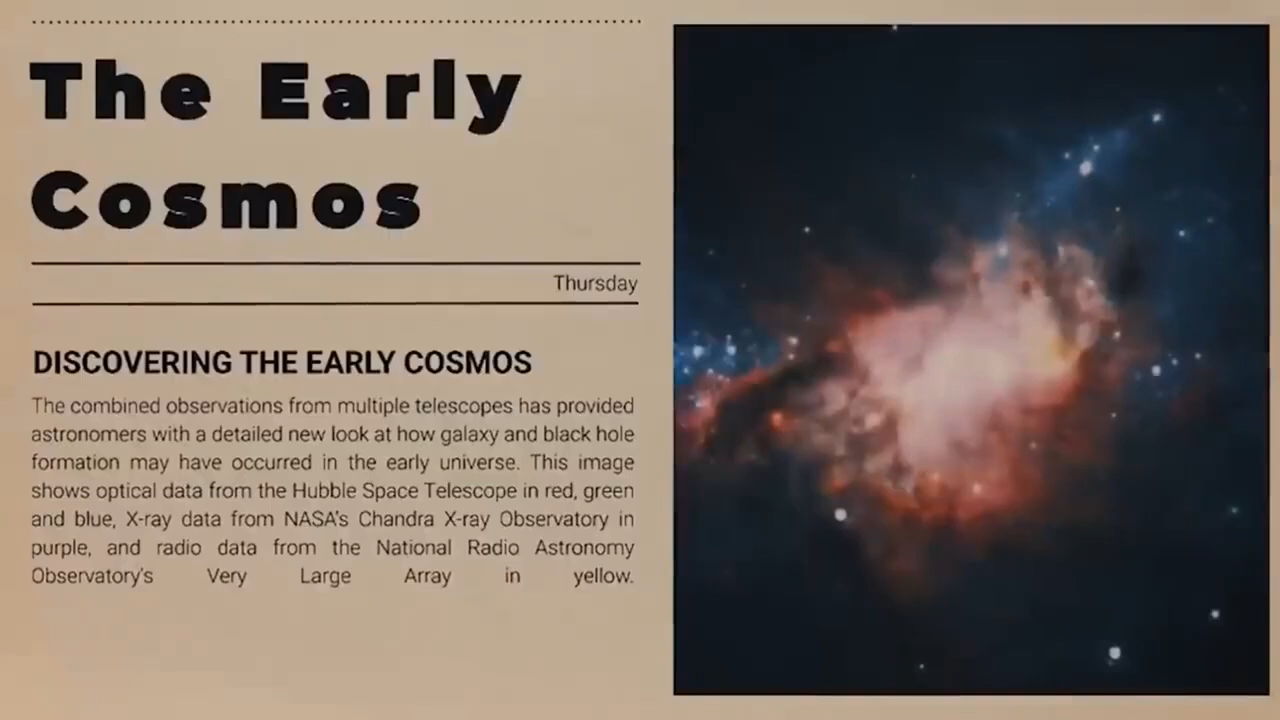 The Early
Cosmos
Thursday
DISCOVERING THE EARLY COSMOS
The combined observations from multiple telescopes has provided
astronomers with a detailed new look at how galaxy and black hole
formation may have occurred in the early universe. This image
shows optical data from the Hubble Space Telescope in red, green
and blue, X-ray data from NASA's Chandra X-ray Observatory in
purple, and radio data from the National Radio Astronomy
Observatory's Very Large Array in yellow.